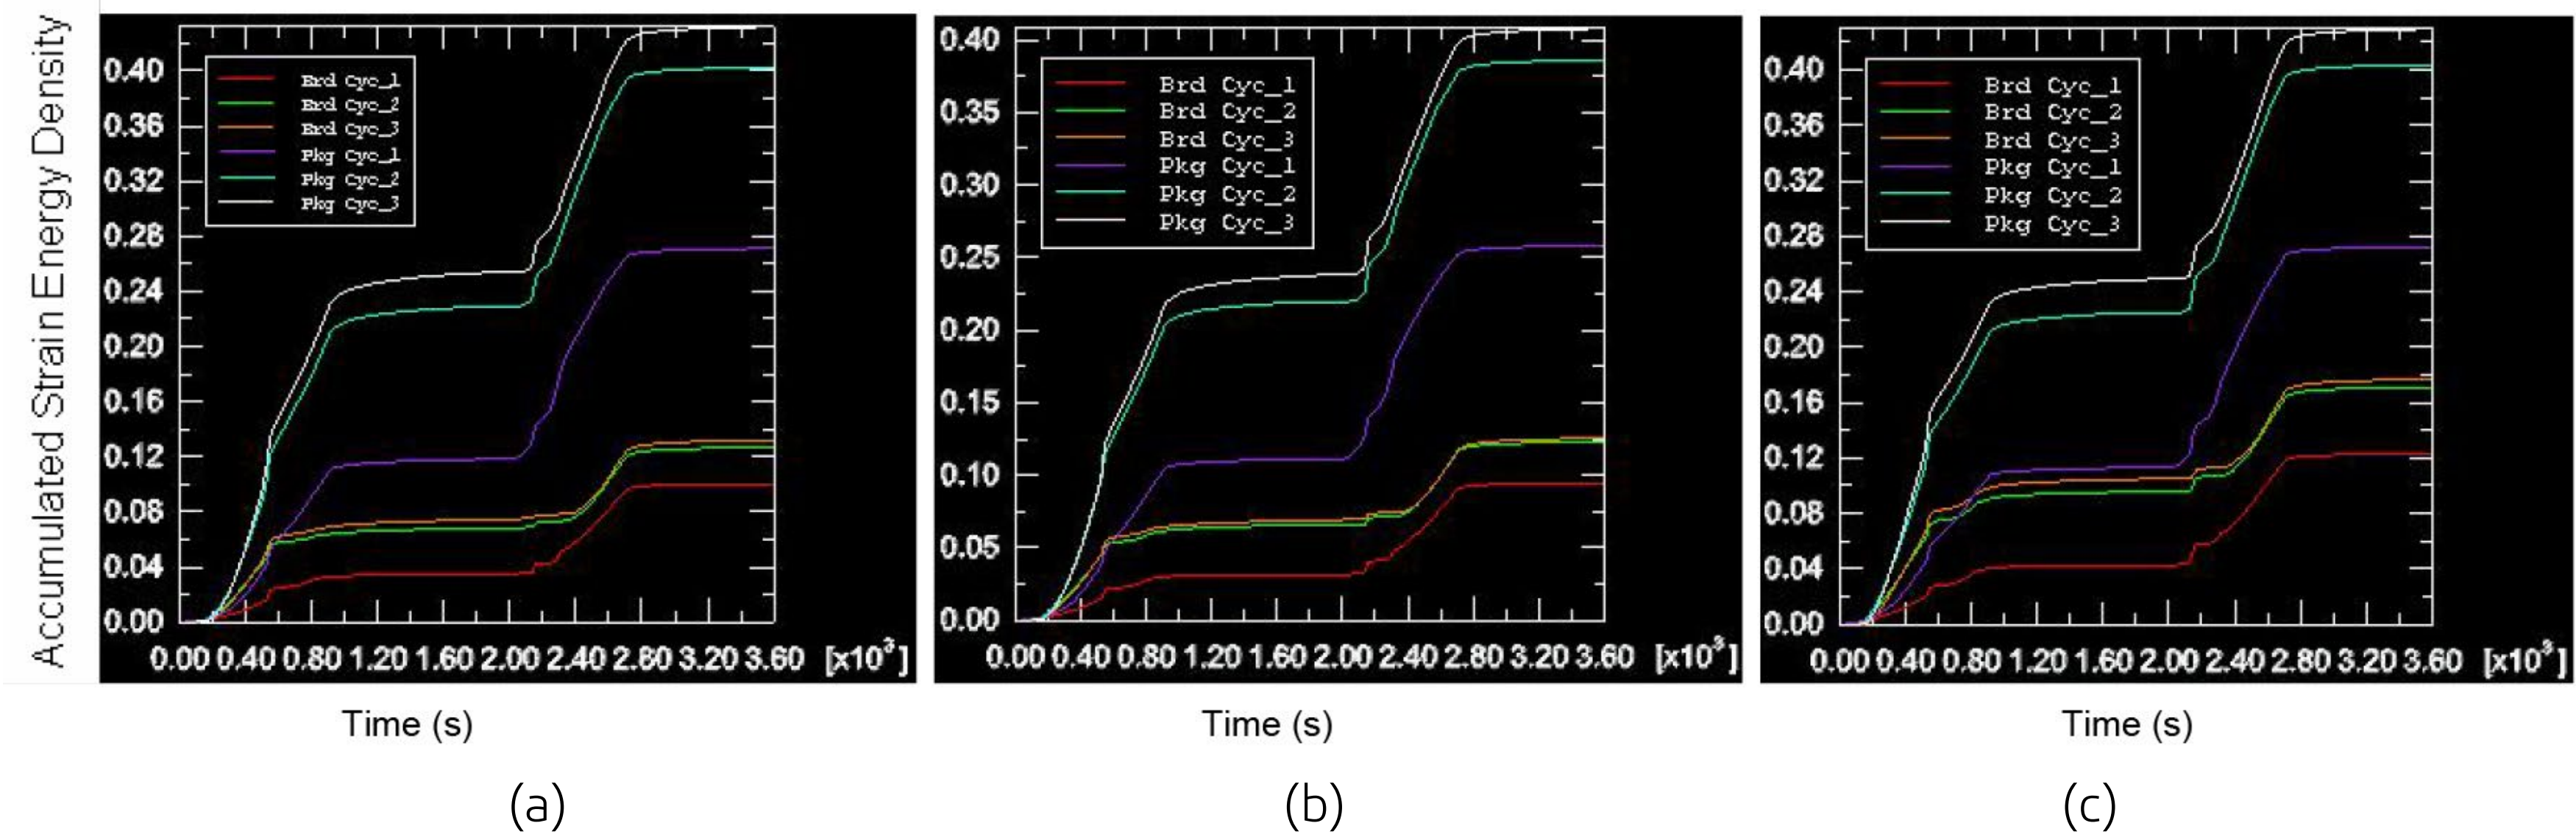 Accumulated Strain Energy Density
0.40
0.36
0.32
0.28
0.24
0.20
0.16
0.12
0.08
0.04
0.00
Brd Cyc_1
Brd Cyc_2
Brd Cyc_3
Pkg Cyc_1
Pkg Cyc_2
Pkg Cyc_3
0.00 0.40 0.80 1.20 1.60 2.00 2.40 2.80 3.20 3.60 [x10³]
Time (s)
(a)
0.40
0.35
0.30
0.25
0.20
0.15
0.10
0.05
0.00
Brd Cyc_1
Brd Cyc_2
Brd Cyc_3
Pkg Cyc_1
Pkg Cyc_2
Pkg Cyc_3
0.00 0.40 0.80 1.20 1.60 2.00 2.40 2.80 3.20 3.60 [x10³]
Time (s)
(b)
0.40
0.36
0.32
0.28
0.24
0.20
0.16
0.12
0.08
0.04
0.00
Brd Cyc_1
Brd Cyc_2
Brd Cyc_3
Pkg Cyc_1
Pkg Cyc_2
Pkg Cyc_3
0.00 0.40 0.80 1.20 1.60 2.00 2.40 2.80 3.20 3.60 [x10³]
Time (s)
(c)